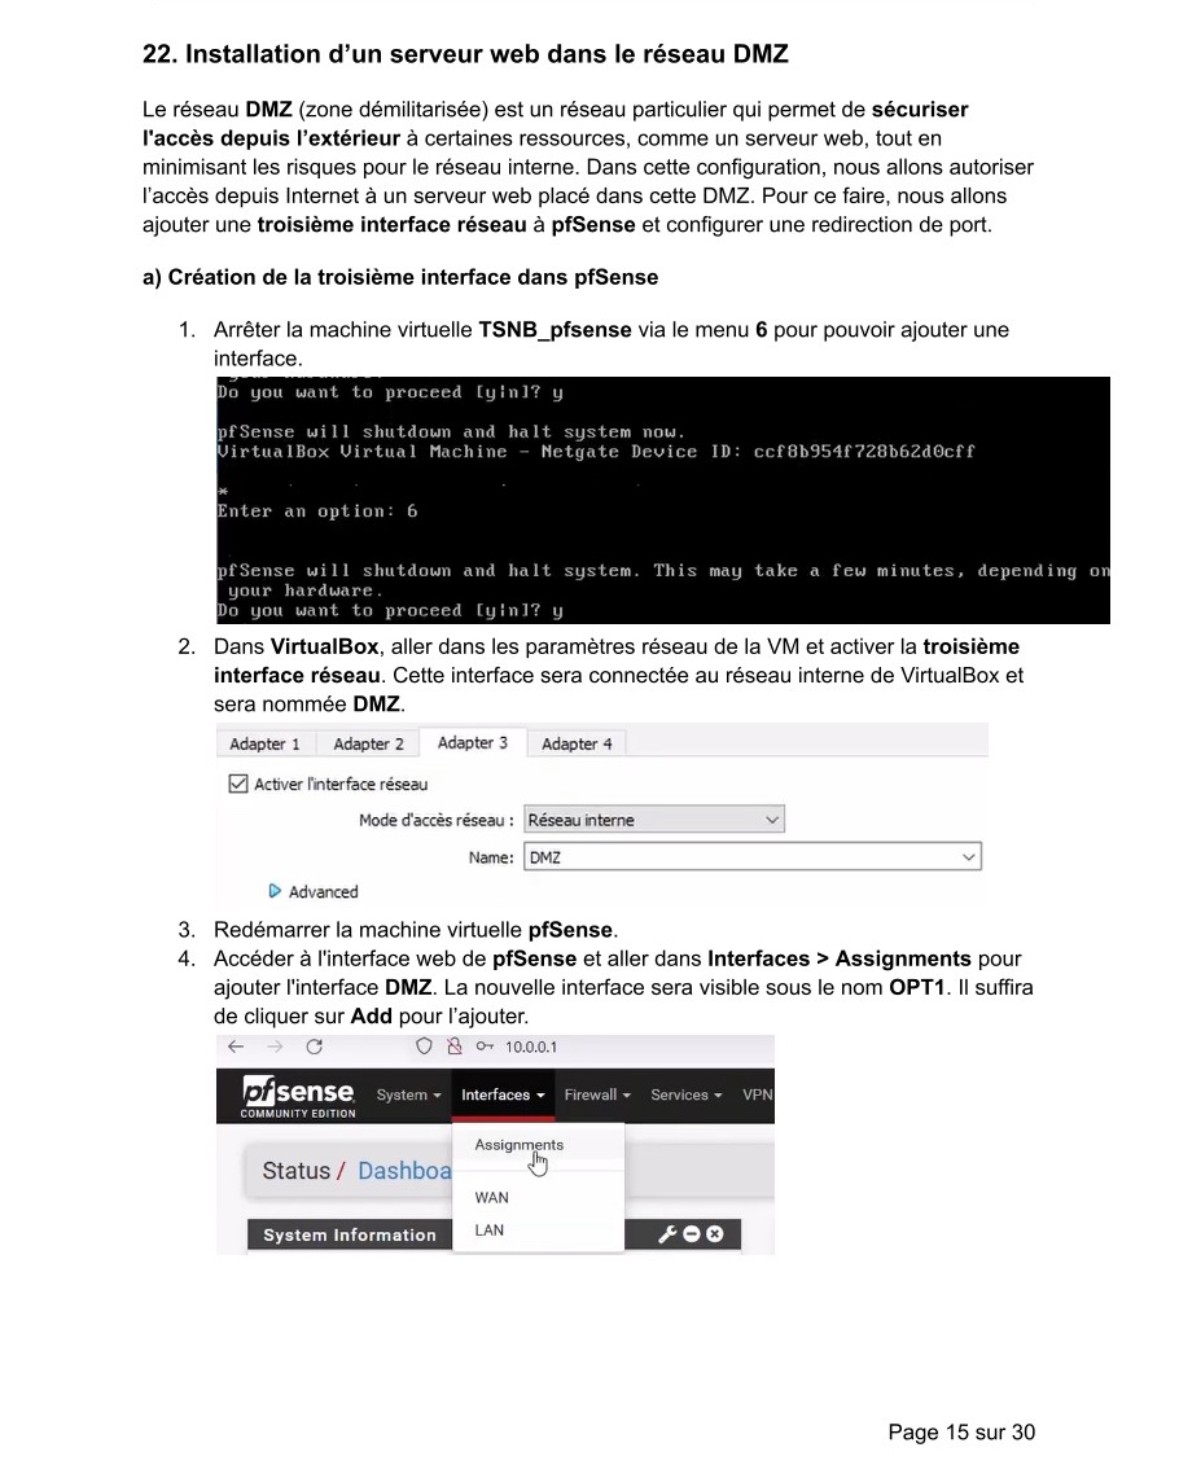 22. Installation d’un serveur web dans le réseau DMZ
Le réseau DMZ (zone démilitarisée) est un réseau particulier qui permet de sécuriser
l'accès depuis l’extérieur à certaines ressources, comme un serveur web, tout en
minimisant les risques pour le réseau interne. Dans cette configuration, nous allons autoriser
l’accès depuis Internet à un serveur web placé dans cette DMZ. Pour ce faire, nous allons
ajouter une troisième interface réseau à pfSense et configurer une redirection de port.
a) Création de la troisième interface dans pfSense
1. Arrêter la machine virtuelle TSNB_pfsense via le menu 6 pour pouvoir ajouter une
interface.
Do you want to proceed [y|n]? y
pfSense will shutdown and halt system now.
VirtualBox Virtual Machine - Netgate Device ID: ccf8b954f728b62d0cff
*
Enter an option: 6
pfSense will shutdown and halt system. This may take a few minutes, depending on
your hardware.
Do you want to proceed [y|n]? y
2. Dans VirtualBox, aller dans les paramètres réseau de la VM et activer la troisième
interface réseau. Cette interface sera connectée au réseau interne de VirtualBox et
sera nommée DMZ.
Adapter 1 Adapter 2 Adapter 3 Adapter 4
Activer l'interface réseau
Mode d'accès réseau : Réseau interne
Name: DMZ
Advanced
3. Redémarrer la machine virtuelle pfSense.
4. Accéder à l'interface web de pfSense et aller dans Interfaces > Assignments pour
ajouter l'interface DMZ. La nouvelle interface sera visible sous le nom OPT1. Il suffira
de cliquer sur Add pour l’ajouter.
10.0.0.1
pfsense System Interfaces Firewall Services VPN
COMMUNITY EDITION
Assignments
Status / Dashboa
WAN
System Information LAN
Page 15 sur 30